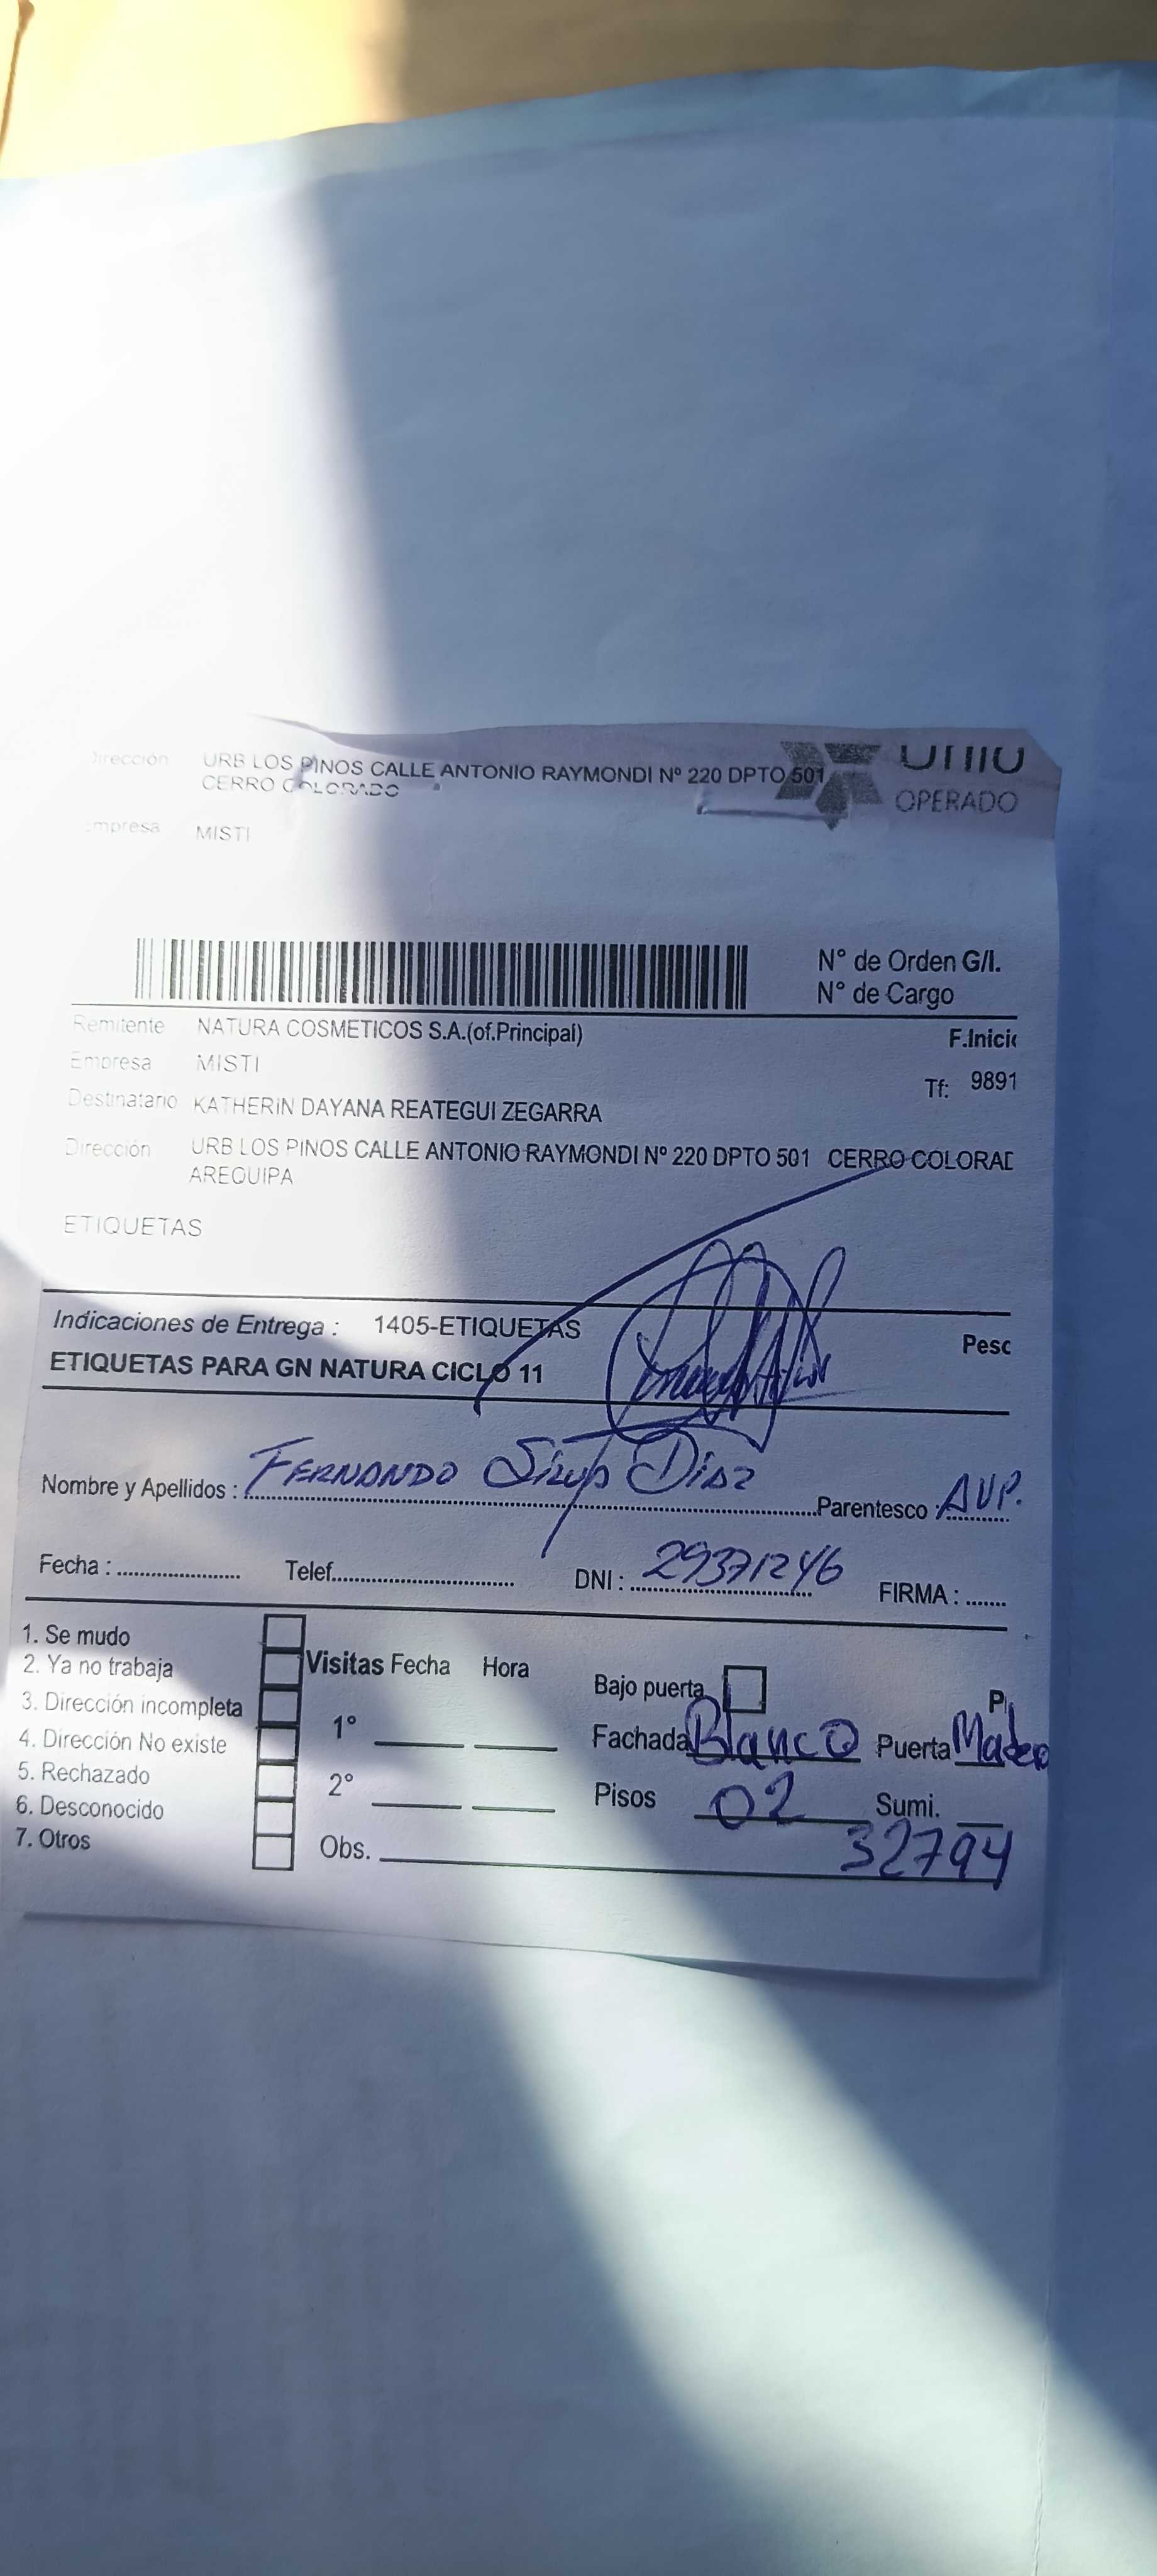 Dirección URB LOS PINOS CALLE ANTONIO RAYMONDI Nº 220 DPTO 501
CERRO COLORADO
OPERADO
mpresa MISTI
N° de Orden G/I.
N° de Cargo
Remitente NATURA COSMETICOS S.A.(of.Principal)
F.Inici
Empresa MISTI
Tf: 9891
Destinatario KATHERIN DAYANA REATEGUI ZEGARRA
Dirección URB LOS PINOS CALLE ANTONIO RAYMONDI Nº 220 DPTO 501 CERRO COLORAD
AREQUIPA
ETIQUETAS
Indicaciones de Entrega : 1405-ETIQUETAS
Peso
ETIQUETAS PARA GN NATURA CICLO 11
Nombre y Apellidos : FERNANDO Diaz Parentesco : AVP.
Fecha : Telef. DNI : 29371246 FIRMA :
1. Se mudo
2. Ya no trabaja Visitas Fecha Hora Bajo puerta P
3. Dirección incompleta
4. Dirección No existe 1° Fachada Blanco Puerta Madera
5. Rechazado 2° Pisos 02 Sumi.
6. Desconocido
7. Otros Obs. 32794